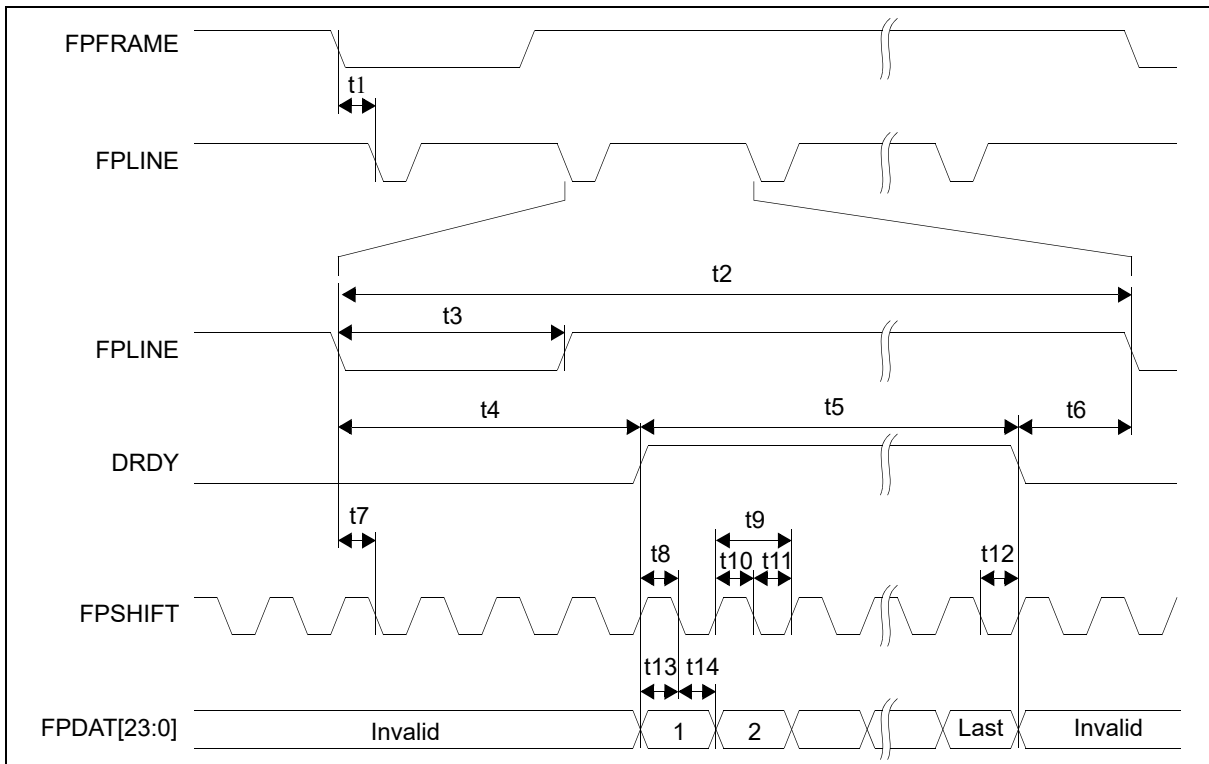 FPFRAME
t1
FPLINE
t2
t3
FPLINE
t4 t5 t6
DRDY
t7 t9
t8 t10 t11 t12
FPSHIFT
t13 t14
FPDAT[23:0] Invalid 1 2 Last Invalid